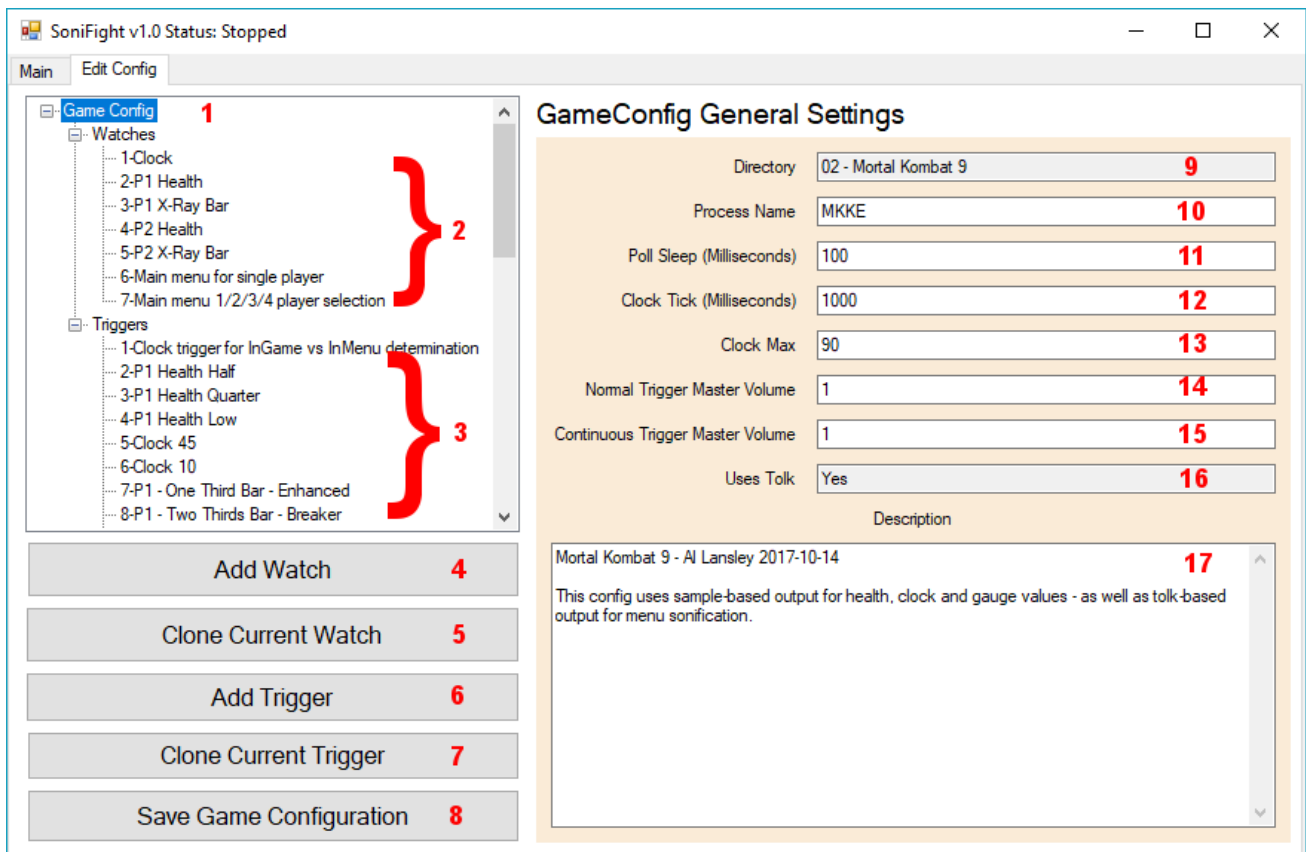 SoniFight v1.0 Status: Stopped
Main Edit Config
Game Config 1
Watches
1-Clock
2-P1 Health
3-P1 X-Ray Bar
4-P2 Health
5-P2 X-Ray Bar
6-Main menu for single player
7-Main menu 1/2/3/4 player selection
2
Triggers
1-Clock trigger for InGame vs InMenu determination
2-P1 Health Half
3-P1 Health Quarter
4-P1 Health Low
5-Clock 45
6-Clock 10
7-P1 - One Third Bar - Enhanced
8-P1 - Two Thirds Bar - Breaker
3
Add Watch 4
Clone Current Watch 5
Add Trigger 6
Clone Current Trigger 7
Save Game Configuration 8
GameConfig General Settings
Directory 02 - Mortal Kombat 9 9
Process Name MKKE 10
Poll Sleep (Milliseconds) 100 11
Clock Tick (Milliseconds) 1000 12
Clock Max 90 13
Normal Trigger Master Volume 1 14
Continuous Trigger Master Volume 1 15
Uses Tolk Yes 16
Description
Mortal Kombat 9 - Al Lansley 2017-10-14 17
This config uses sample-based output for health, clock and gauge values - as well as tolk-based
output for menu sonification.